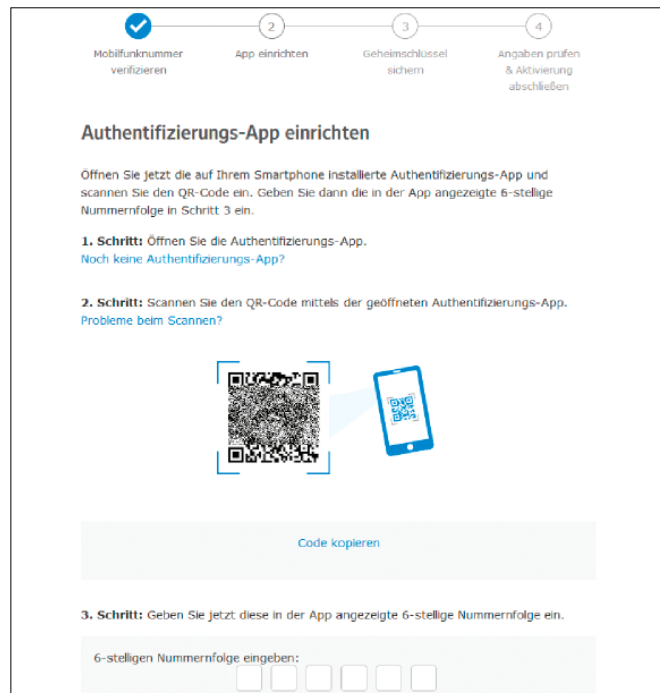 2
3
4
Mobilfunknummer
verifizieren
App einrichten
Geheimschlüssel
sichern
Angaben prüfen
& Aktivierung
abschließen
Authentifizierungs-App einrichten
Öffnen Sie jetzt die auf Ihrem Smartphone installierte Authentifizierungs-App und
scannen Sie den QR-Code ein. Geben Sie dann die in der App angezeigte 6-stellige
Nummernfolge in Schritt 3 ein.
1. Schritt: Öffnen Sie die Authentifizierungs-App.
Noch keine Authentifizierungs-App?
2. Schritt: Scannen Sie den QR-Code mittels der geöffneten Authentifizierungs-App.
Probleme beim Scannen?
Code kopieren
3. Schritt: Geben Sie jetzt diese in der App angezeigte 6-stellige Nummernfolge ein.
6-stelligen Nummernfolge eingeben: